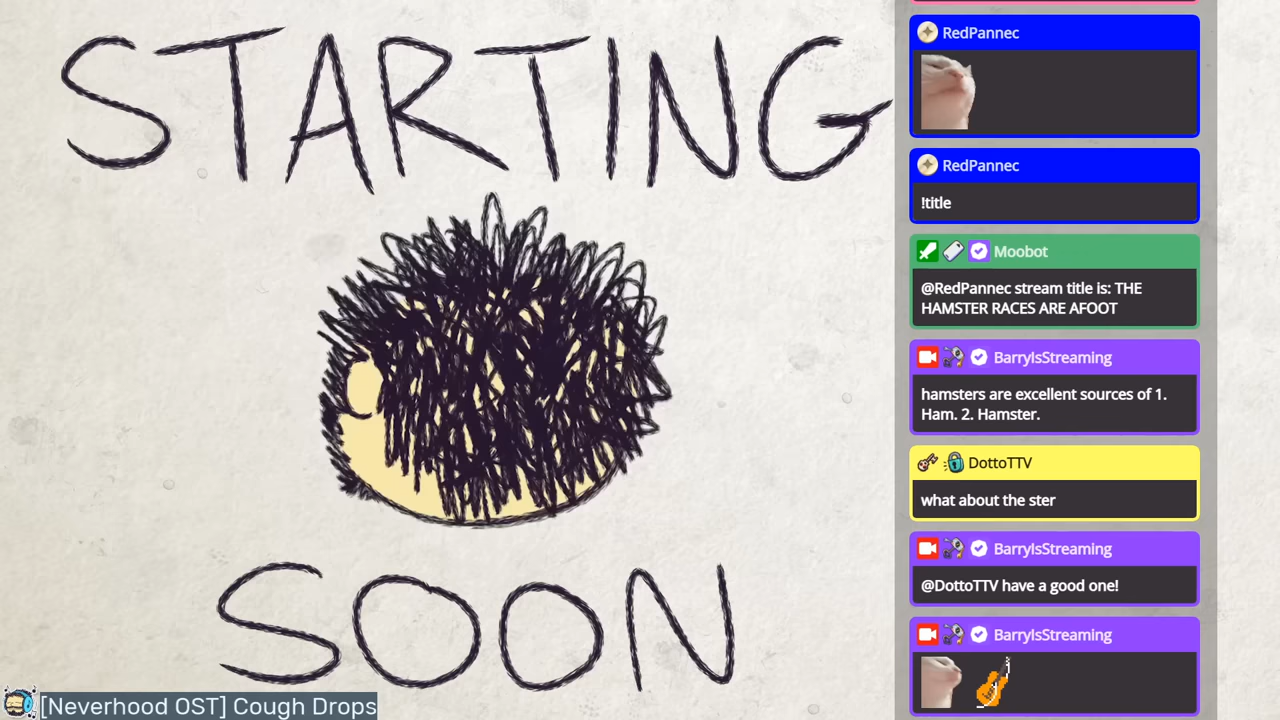 STARTING
SOON
[Neverhood OST] Cough Drops
RedPannec
RedPannec
!title
Moobot
@RedPannec stream title is: THE
HAMSTER RACES ARE AFOOT
BarryIsStreaming
hamsters are excellent sources of 1.
Ham. 2. Hamster.
DottoTTV
what about the ster
BarryIsStreaming
@DottoTTV have a good one!
BarryIsStreaming